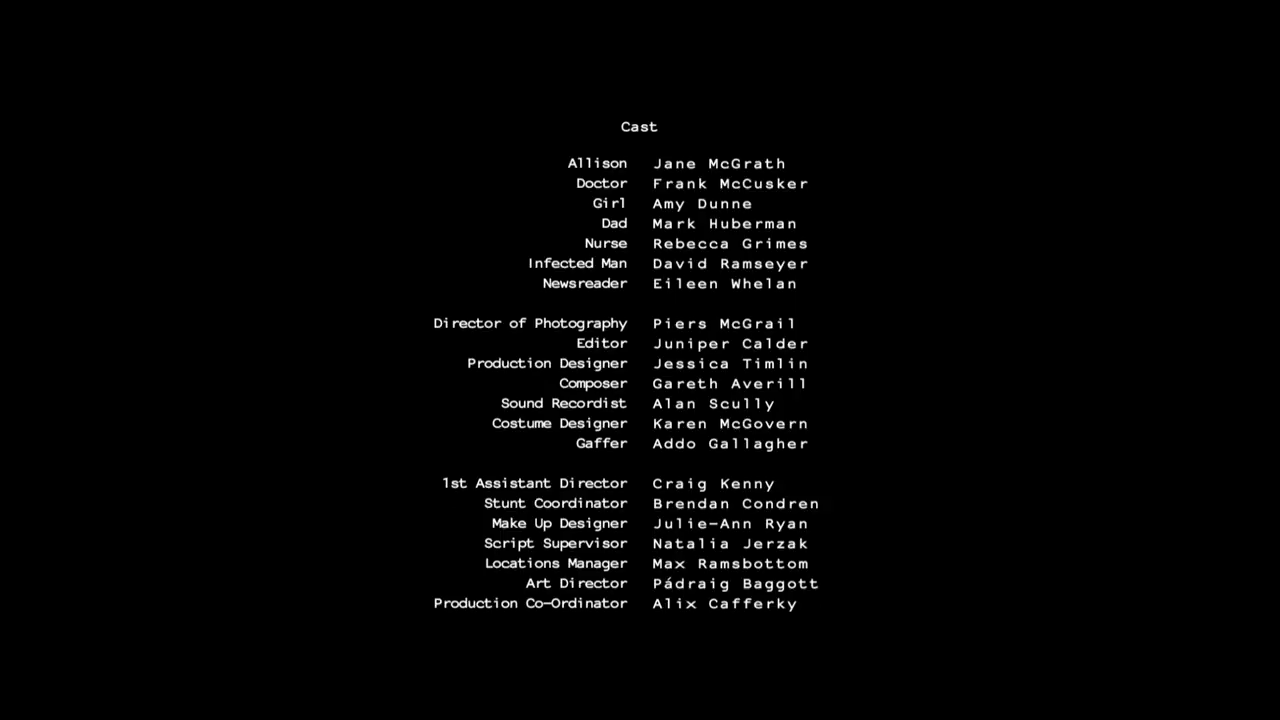 Cast
Allison Jane McGrath
Doctor Frank McCusker
Girl Amy Dunne
Dad Mark Huberman
Nurse Rebecca Grimes
Infected Man David Ramseyer
Newsreader Eileen Whelan
Director of Photography Piers McGrail
Editor Juniper Calder
Production Designer Jessica Timlin
Composer Gareth Averill
Sound Recordist Alan Scully
Costume Designer Karen McGovern
Gaffer Addo Gallagher
1st Assistant Director Craig Kenny
Stunt Coordinator Brendan Condren
Make Up Designer Julie-Ann Ryan
Script Supervisor Natalia Jerzak
Locations Manager Max Ramsbottom
Art Director Pádraig Baggott
Production Co-Ordinator Alix Cafferky